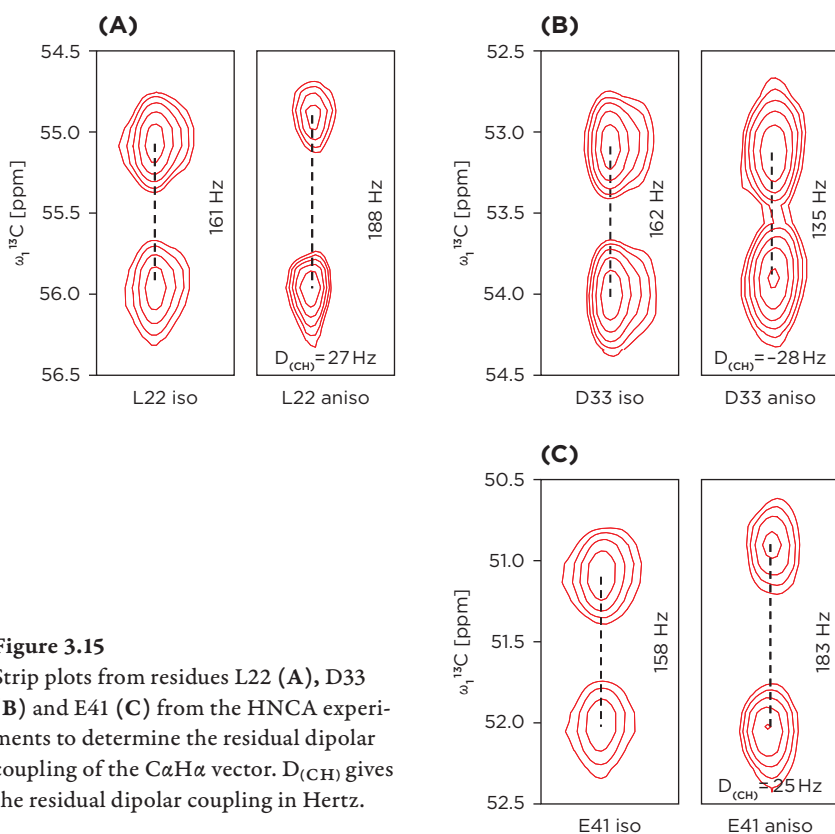 (A)
54.5
55.0
55.5
56.0
56.5
ω₁ ¹³C [ppm]
161 Hz
188 Hz
D(CH)=27 Hz
L22 iso
L22 aniso
(B)
52.5
53.0
53.5
54.0
54.5
ω₁ ¹³C [ppm]
162 Hz
135 Hz
D(CH)=–28 Hz
D33 iso
D33 aniso
(C)
50.5
51.0
51.5
52.0
52.5
ω₁ ¹³C [ppm]
158 Hz
183 Hz
D(CH)=25 Hz
E41 iso
E41 aniso
Figure 3.15
Strip plots from residues L22 (A), D33
(B) and E41 (C) from the HNCA experi-
ments to determine the residual dipolar
coupling of the CαHα vector. D(CH) gives
the residual dipolar coupling in Hertz.